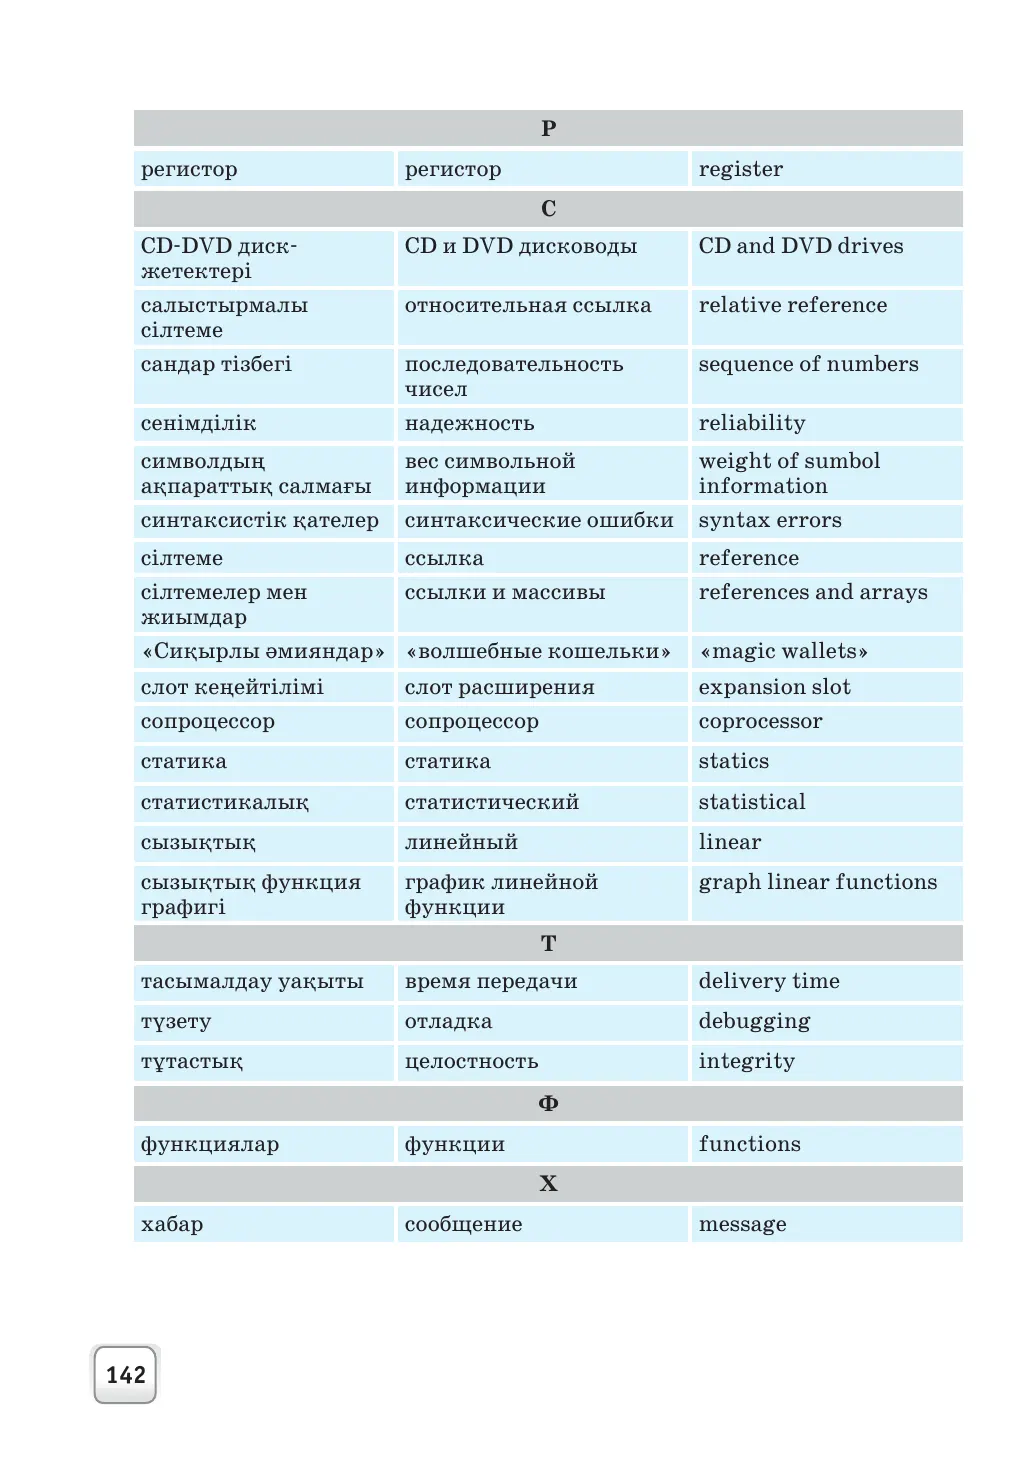 Р
регистор регистор register
С
CD-DVD диск- CD и DVD дисководы CD and DVD drives
жетектері
салыстырмалы относительная ссылка relative reference
сілтеме
сандар тізбегі последовательность sequence of numbers
чисел
сенімділік надежность reliability
символдың вес символьной weight of sumbol
ақпараттық салмағы информации information
синтаксистік қателер синтаксические ошибки syntax errors
сілтеме ссылка reference
сілтемелер мен ссылки и массивы references and arrays
жиымдар
«Сиқырлы әмияндар» «волшебные кошельки» «magic wallets»
слот кеңейтілімі слот расширения expansion slot
сопроцессор сопроцессор coprocessor
статика статика statics
статистикалық статистический statistical
сызықтық линейный linear
сызықтық функция график линейной graph linear functions
графигі функции
Т
тасымалдау уақыты время передачи delivery time
түзету отладка debugging
тұтастық целостность integrity
Ф
функциялар функции functions
Х
хабар сообщение message
142